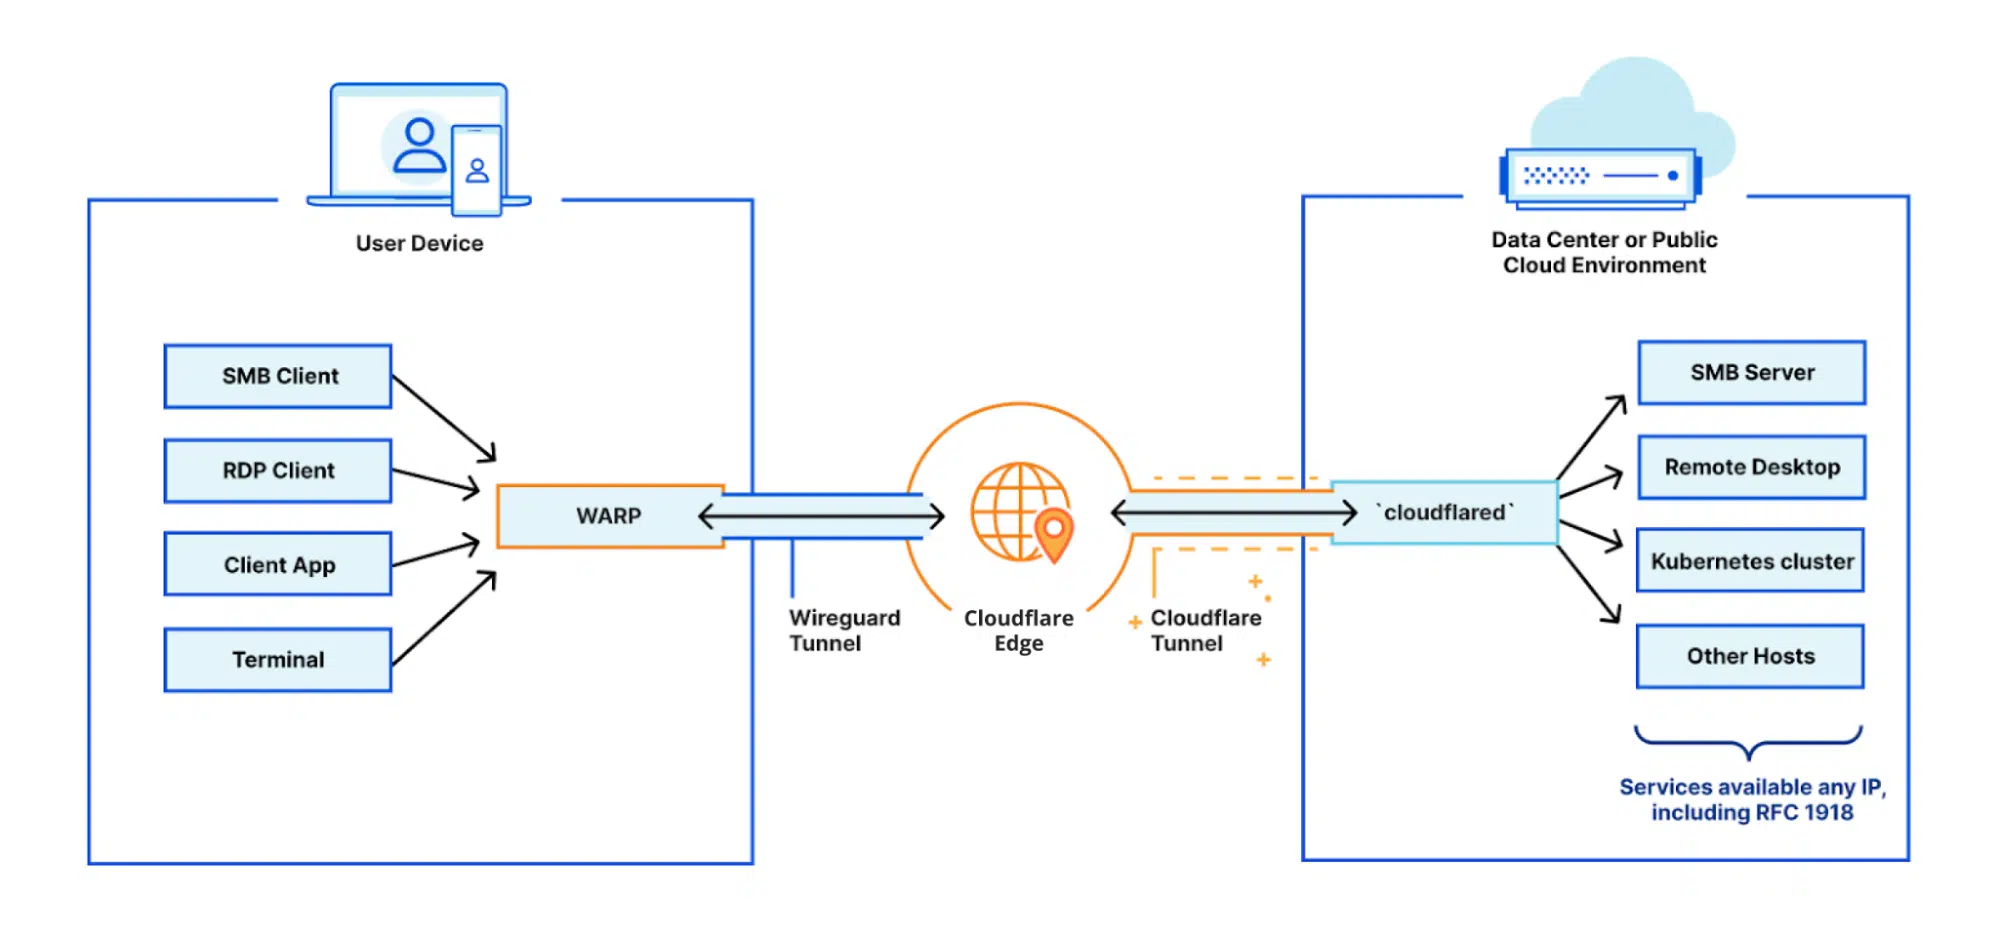 User Device
SMB Client
RDP Client
Client App
Terminal
WARP
Wireguard
Tunnel
Cloudflare
Edge
Cloudflare
Tunnel
Data Center or Public
Cloud Environment
`cloudflared`
SMB Server
Remote Desktop
Kubernetes cluster
Other Hosts
Services available any IP,
including RFC 1918